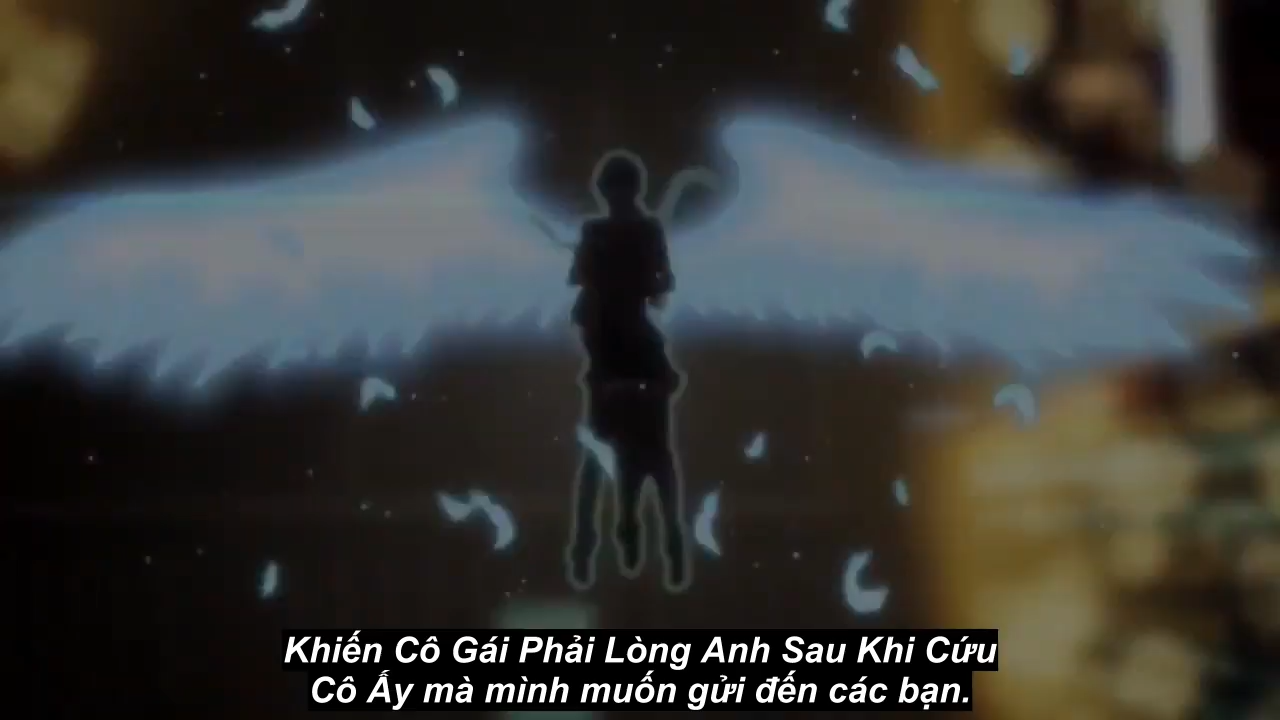 Khiến Cô Gái Phải Lòng Anh Sau Khi Cứu
Cô Ấy mà mình muốn gửi đến các bạn.